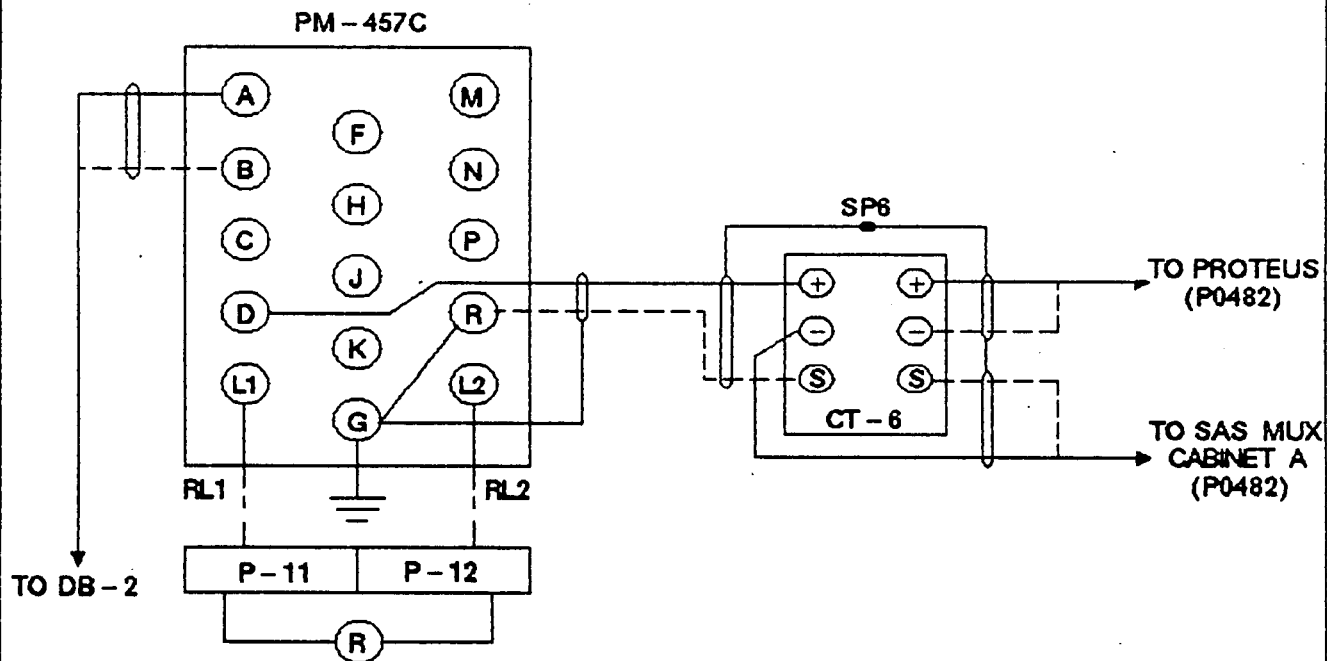 PM-457C
A
M
F
B
N
H
C
P
J
D
R
K
L1
L2
G
RL1
RL2
P-11
P-12
R
TO DB-2
SP6
+
+
-
-
S
S
CT-6
TO PROTEUS
(P0482)
TO SAS MUX
CABINET A
(P0482)